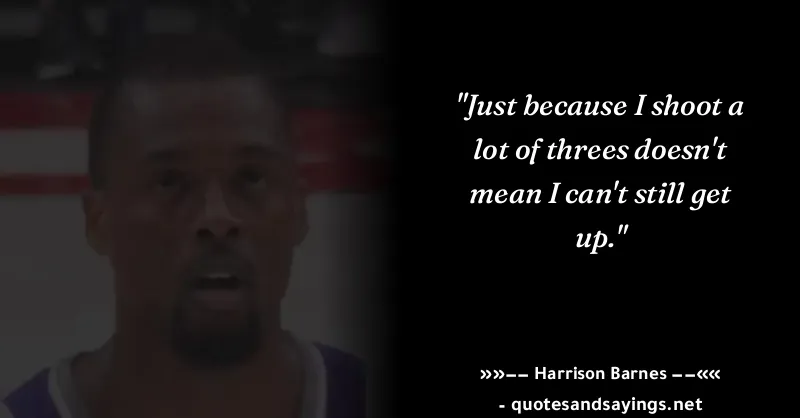 "Just because I shoot a
lot of threes doesn't
mean I can't still get
up."
»»−− Harrison Barnes −−««
- quotesandsayings.net